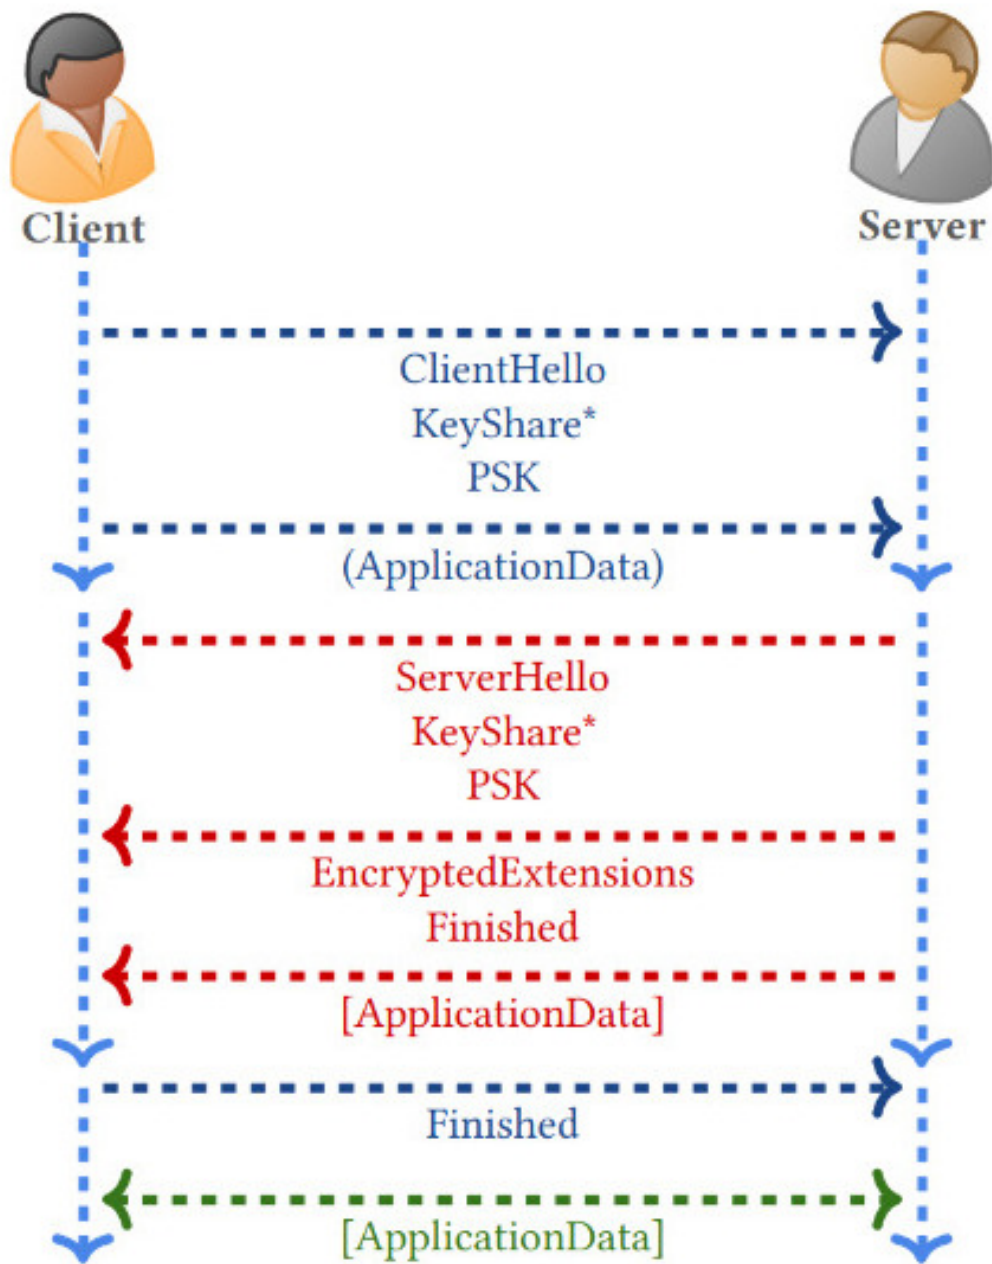 Client
Server
ClientHello
KeyShare*
PSK
(ApplicationData)
ServerHello
KeyShare*
PSK
EncryptedExtensions
Finished
[ApplicationData]
Finished
[ApplicationData]